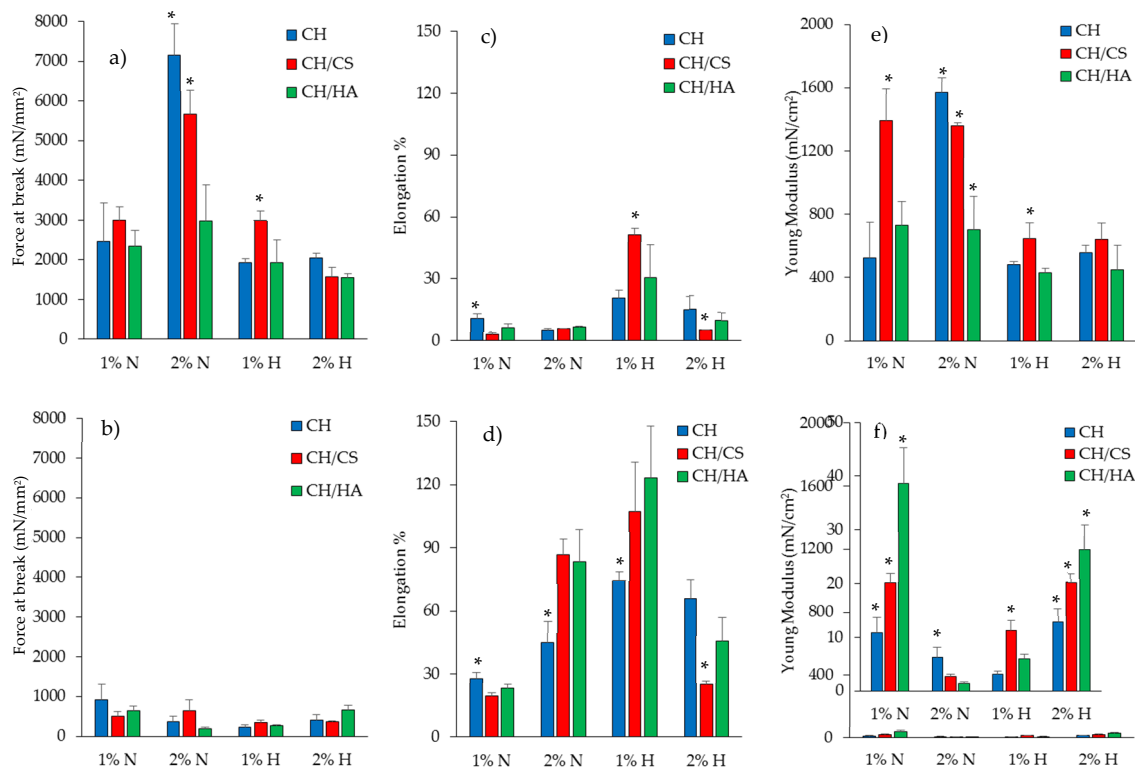 a)
Force at break (mN/mm²)
8000
7000
6000
5000
4000
3000
2000
1000
0
* * *
CH
CH/CS
CH/HA
1% N 2% N 1% H 2% H
c)
Elongation %
150
120
90
60
30
0
* * *
CH
CH/CS
CH/HA
1% N 2% N 1% H 2% H
e)
Young Modulus (mN/cm²)
2000
1600
1200
800
400
0
* * * * *
CH
CH/CS
CH/HA
1% N 2% N 1% H 2% H
b)
Force at break (mN/mm²)
8000
7000
6000
5000
4000
3000
2000
1000
0
CH
CH/CS
CH/HA
1% N 2% N 1% H 2% H
d)
Elongation %
150
120
90
60
30
0
* * * *
CH
CH/CS
CH/HA
1% N 2% N 1% H 2% H
f)
Young Modulus (mN/cm²)
2000
1600
1200
800
400
0
50
40
30
20
10
0
* * * * * * * *
CH
CH/CS
CH/HA
1% N 2% N 1% H 2% H
1% N 2% N 1% H 2% H